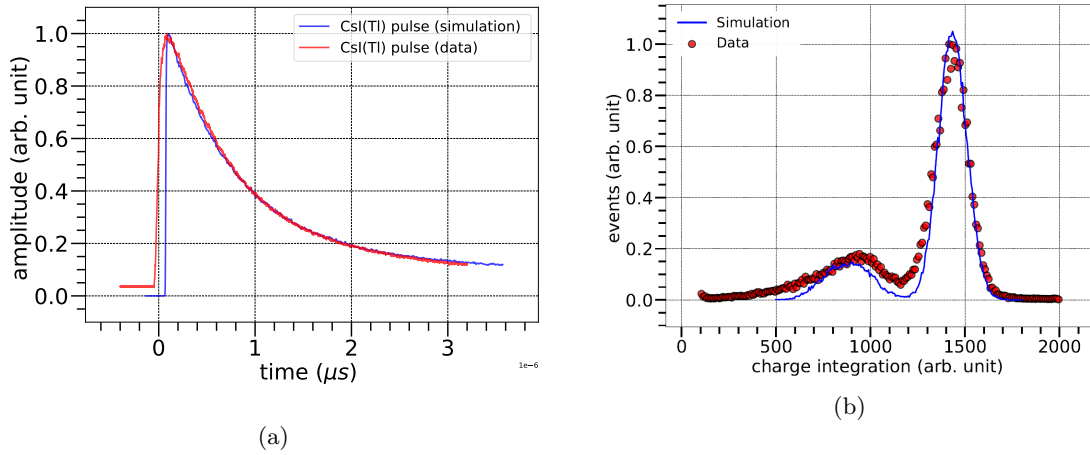 CsI(Tl) pulse (simulation)
CsI(Tl) pulse (data)
amplitude (arb. unit)
1.0
0.8
0.6
0.4
0.2
0.0
0 1 2 3
time (μs)
1e-6
(a)
Simulation
Data
events (arb. unit)
1.0
0.8
0.6
0.4
0.2
0.0
0 500 1000 1500 2000
charge integration (arb. unit)
(b)